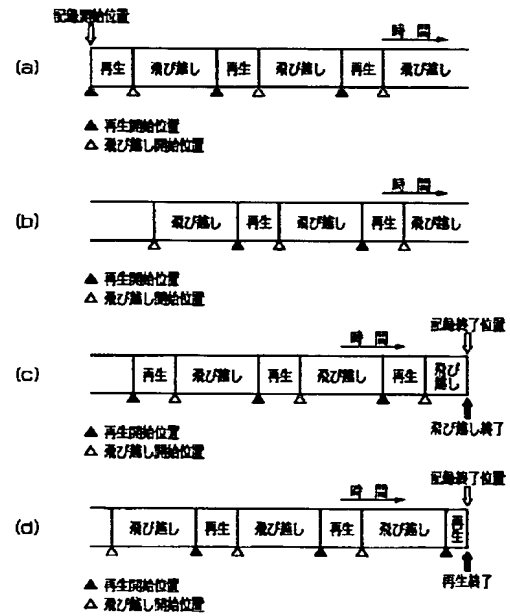 記録開始位置
時 間
(a)
再生 飛び越し 再生 飛び越し 再生 飛び越し
▲ 再生開始位置
△ 飛び越し開始位置
時 間
(b)
飛び越し 再生 飛び越し 再生 飛び越し
▲ 再生開始位置
△ 飛び越し開始位置
記録終了位置
時 間
(c)
再生 飛び越し 再生 飛び越し 再生 飛び越し
飛び越し終了
▲ 再生開始位置
△ 飛び越し開始位置
記録終了位置
時 間
(d)
飛び越し 再生 飛び越し 再生 飛び越し 再生
再生終了
▲ 再生開始位置
△ 飛び越し開始位置